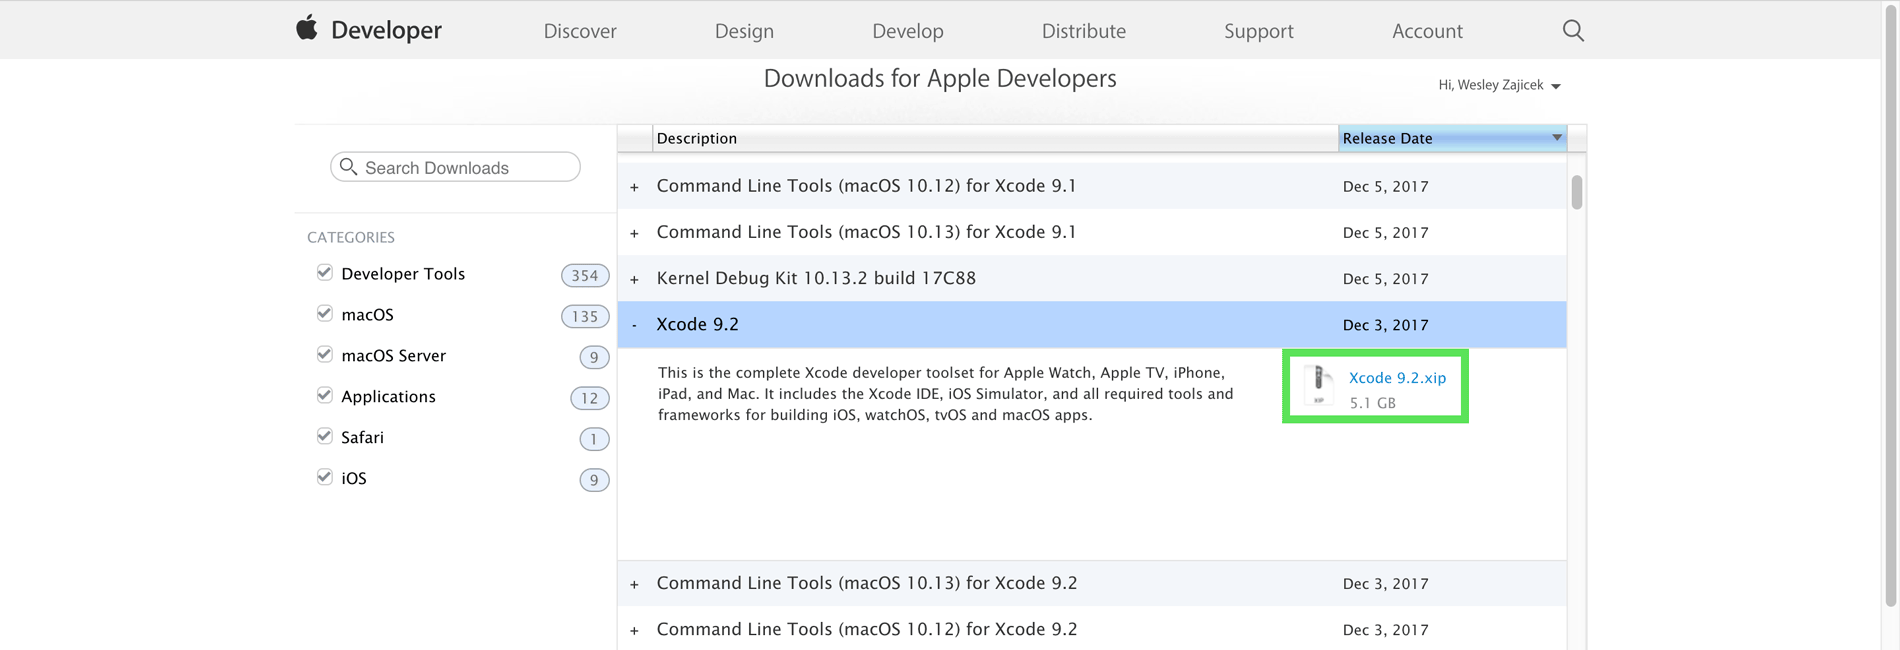 Developer
Discover
Design
Develop
Distribute
Support
Account
Downloads for Apple Developers
Hi, Wesley Zajicek
Search Downloads
CATEGORIES
Developer Tools 354
macOS 135
macOS Server 9
Applications 12
Safari 1
iOS 9
Description Release Date
+ Command Line Tools (macOS 10.12) for Xcode 9.1 Dec 5, 2017
+ Command Line Tools (macOS 10.13) for Xcode 9.1 Dec 5, 2017
+ Kernel Debug Kit 10.13.2 build 17C88 Dec 5, 2017
- Xcode 9.2 Dec 3, 2017
This is the complete Xcode developer toolset for Apple Watch, Apple TV, iPhone,
iPad, and Mac. It includes the Xcode IDE, iOS Simulator, and all required tools and
frameworks for building iOS, watchOS, tvOS and macOS apps.
XIP
Xcode 9.2.xip
5.1 GB
+ Command Line Tools (macOS 10.13) for Xcode 9.2 Dec 3, 2017
+ Command Line Tools (macOS 10.12) for Xcode 9.2 Dec 3, 2017